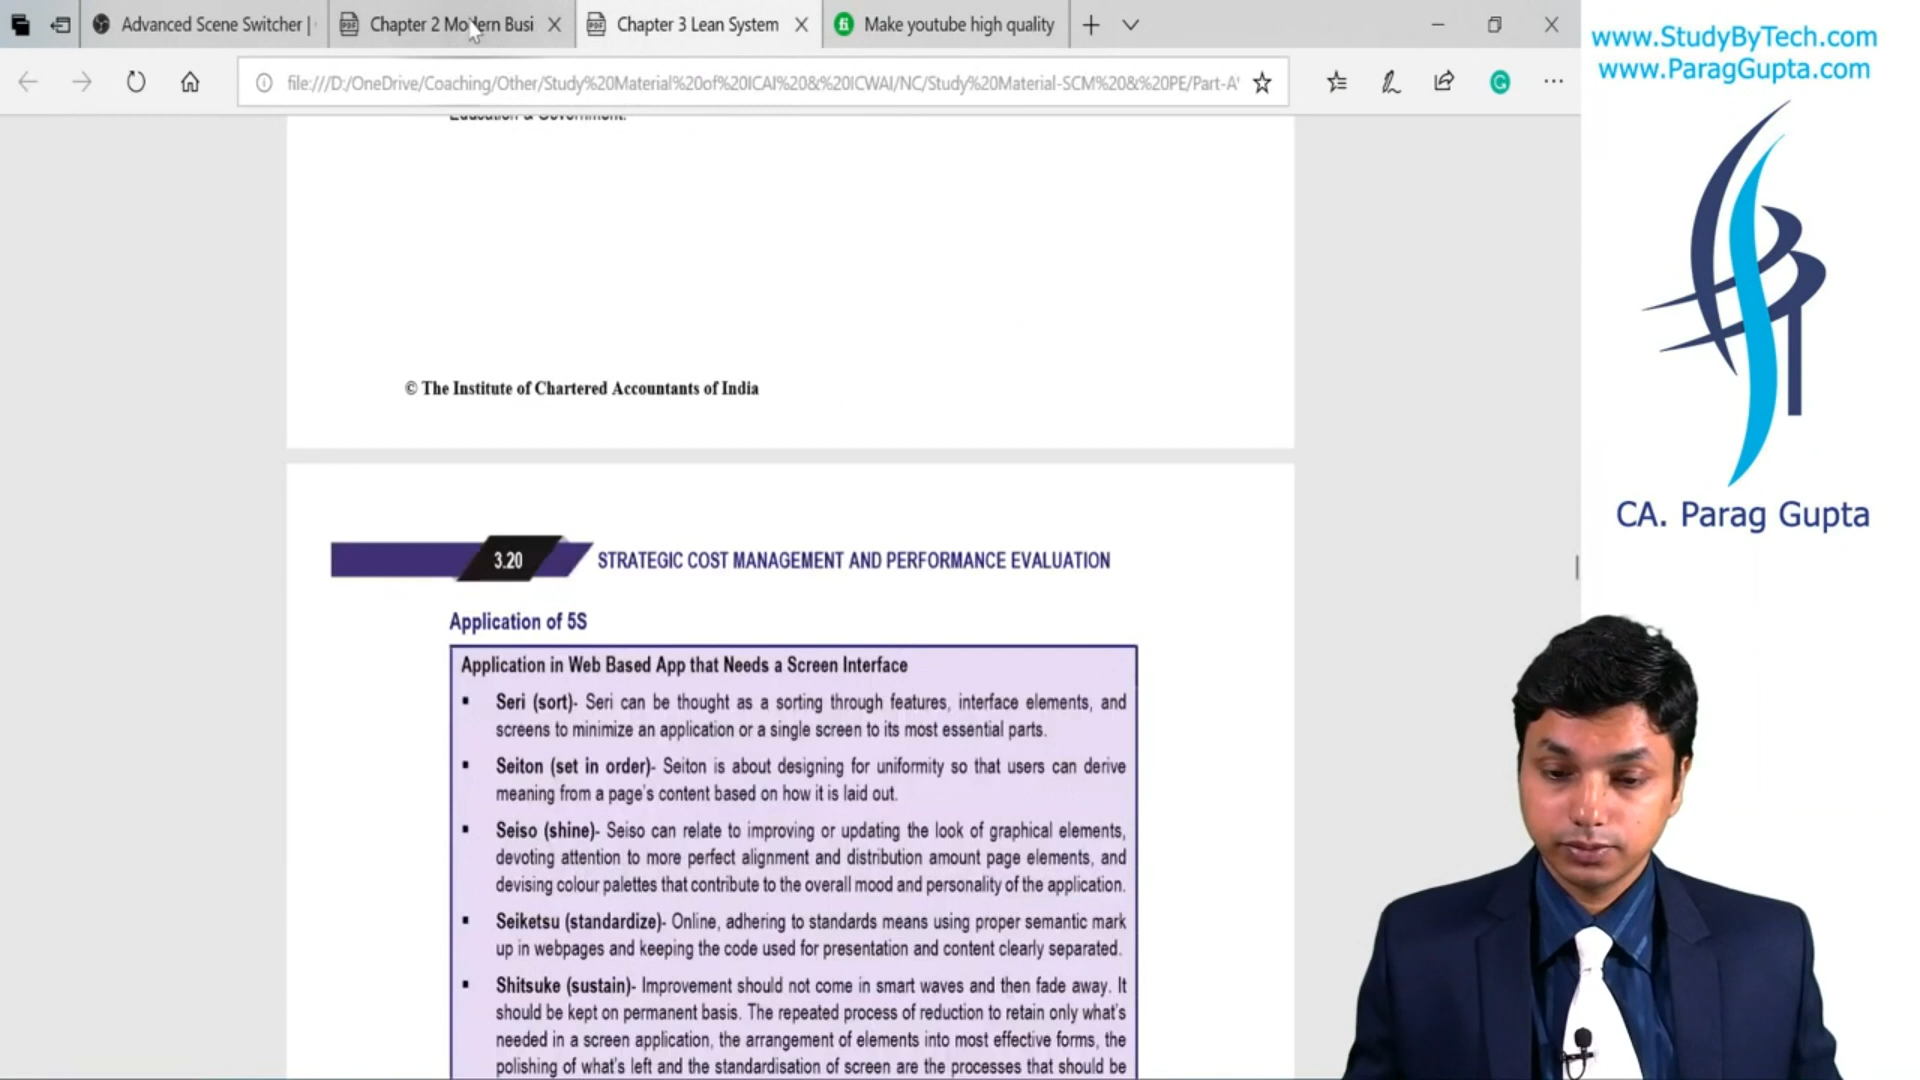 Advanced Scene Switcher |
Chapter 2 Modern Busi
Chapter 3 Lean System
Make youtube high quality
file:///D:/OneDrive/Coaching/Other/Study%20Material%20of%20ICAI%20&%20ICWAI/NC/Study%20Material-SCM%20&%20PE/Part-A'
www.StudyByTech.com
www.ParagGupta.com
CA. Parag Gupta
Education & Government.
© The Institute of Chartered Accountants of India
3.20 STRATEGIC COST MANAGEMENT AND PERFORMANCE EVALUATION
Application of 5S
Application in Web Based App that Needs a Screen Interface
▪ Seri (sort)- Seri can be thought as a sorting through features, interface elements, and
screens to minimize an application or a single screen to its most essential parts.
▪ Seiton (set in order)- Seiton is about designing for uniformity so that users can derive
meaning from a page's content based on how it is laid out.
▪ Seiso (shine)- Seiso can relate to improving or updating the look of graphical elements,
devoting attention to more perfect alignment and distribution amount page elements, and
devising colour palettes that contribute to the overall mood and personality of the application.
▪ Seiketsu (standardize)- Online, adhering to standards means using proper semantic mark
up in webpages and keeping the code used for presentation and content clearly separated.
▪ Shitsuke (sustain)- Improvement should not come in smart waves and then fade away. It
should be kept on permanent basis. The repeated process of reduction to retain only what's
needed in a screen application, the arrangement of elements into most effective forms, the
polishing of what's left and the standardisation of screen are the processes that should be